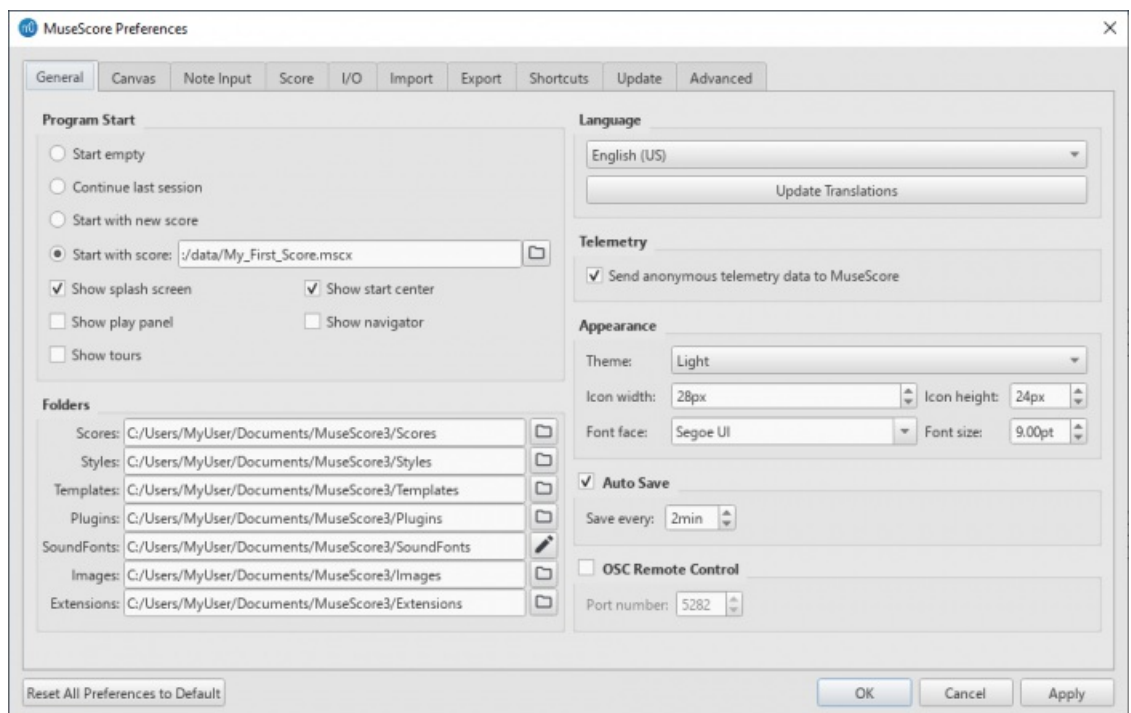 MuseScore Preferences
General Canvas Note Input Score I/O Import Export Shortcuts Update Advanced
Program Start
Start empty
Continue last session
Start with new score
Start with score: :/data/My_First_Score.mscx
Show splash screen Show start center
Show play panel Show navigator
Show tours
Folders
Scores: C:/Users/MyUser/Documents/MuseScore3/Scores
Styles: C:/Users/MyUser/Documents/MuseScore3/Styles
Templates: C:/Users/MyUser/Documents/MuseScore3/Templates
Plugins: C:/Users/MyUser/Documents/MuseScore3/Plugins
SoundFonts: C:/Users/MyUser/Documents/MuseScore3/SoundFonts
Images: C:/Users/MyUser/Documents/MuseScore3/Images
Extensions: C:/Users/MyUser/Documents/MuseScore3/Extensions
Language
English (US)
Update Translations
Telemetry
Send anonymous telemetry data to MuseScore
Appearance
Theme: Light
Icon width: 28px Icon height: 24px
Font face: Segoe UI Font size: 9.00pt
Auto Save
Save every: 2min
OSC Remote Control
Port number: 5282
Reset All Preferences to Default OK Cancel Apply